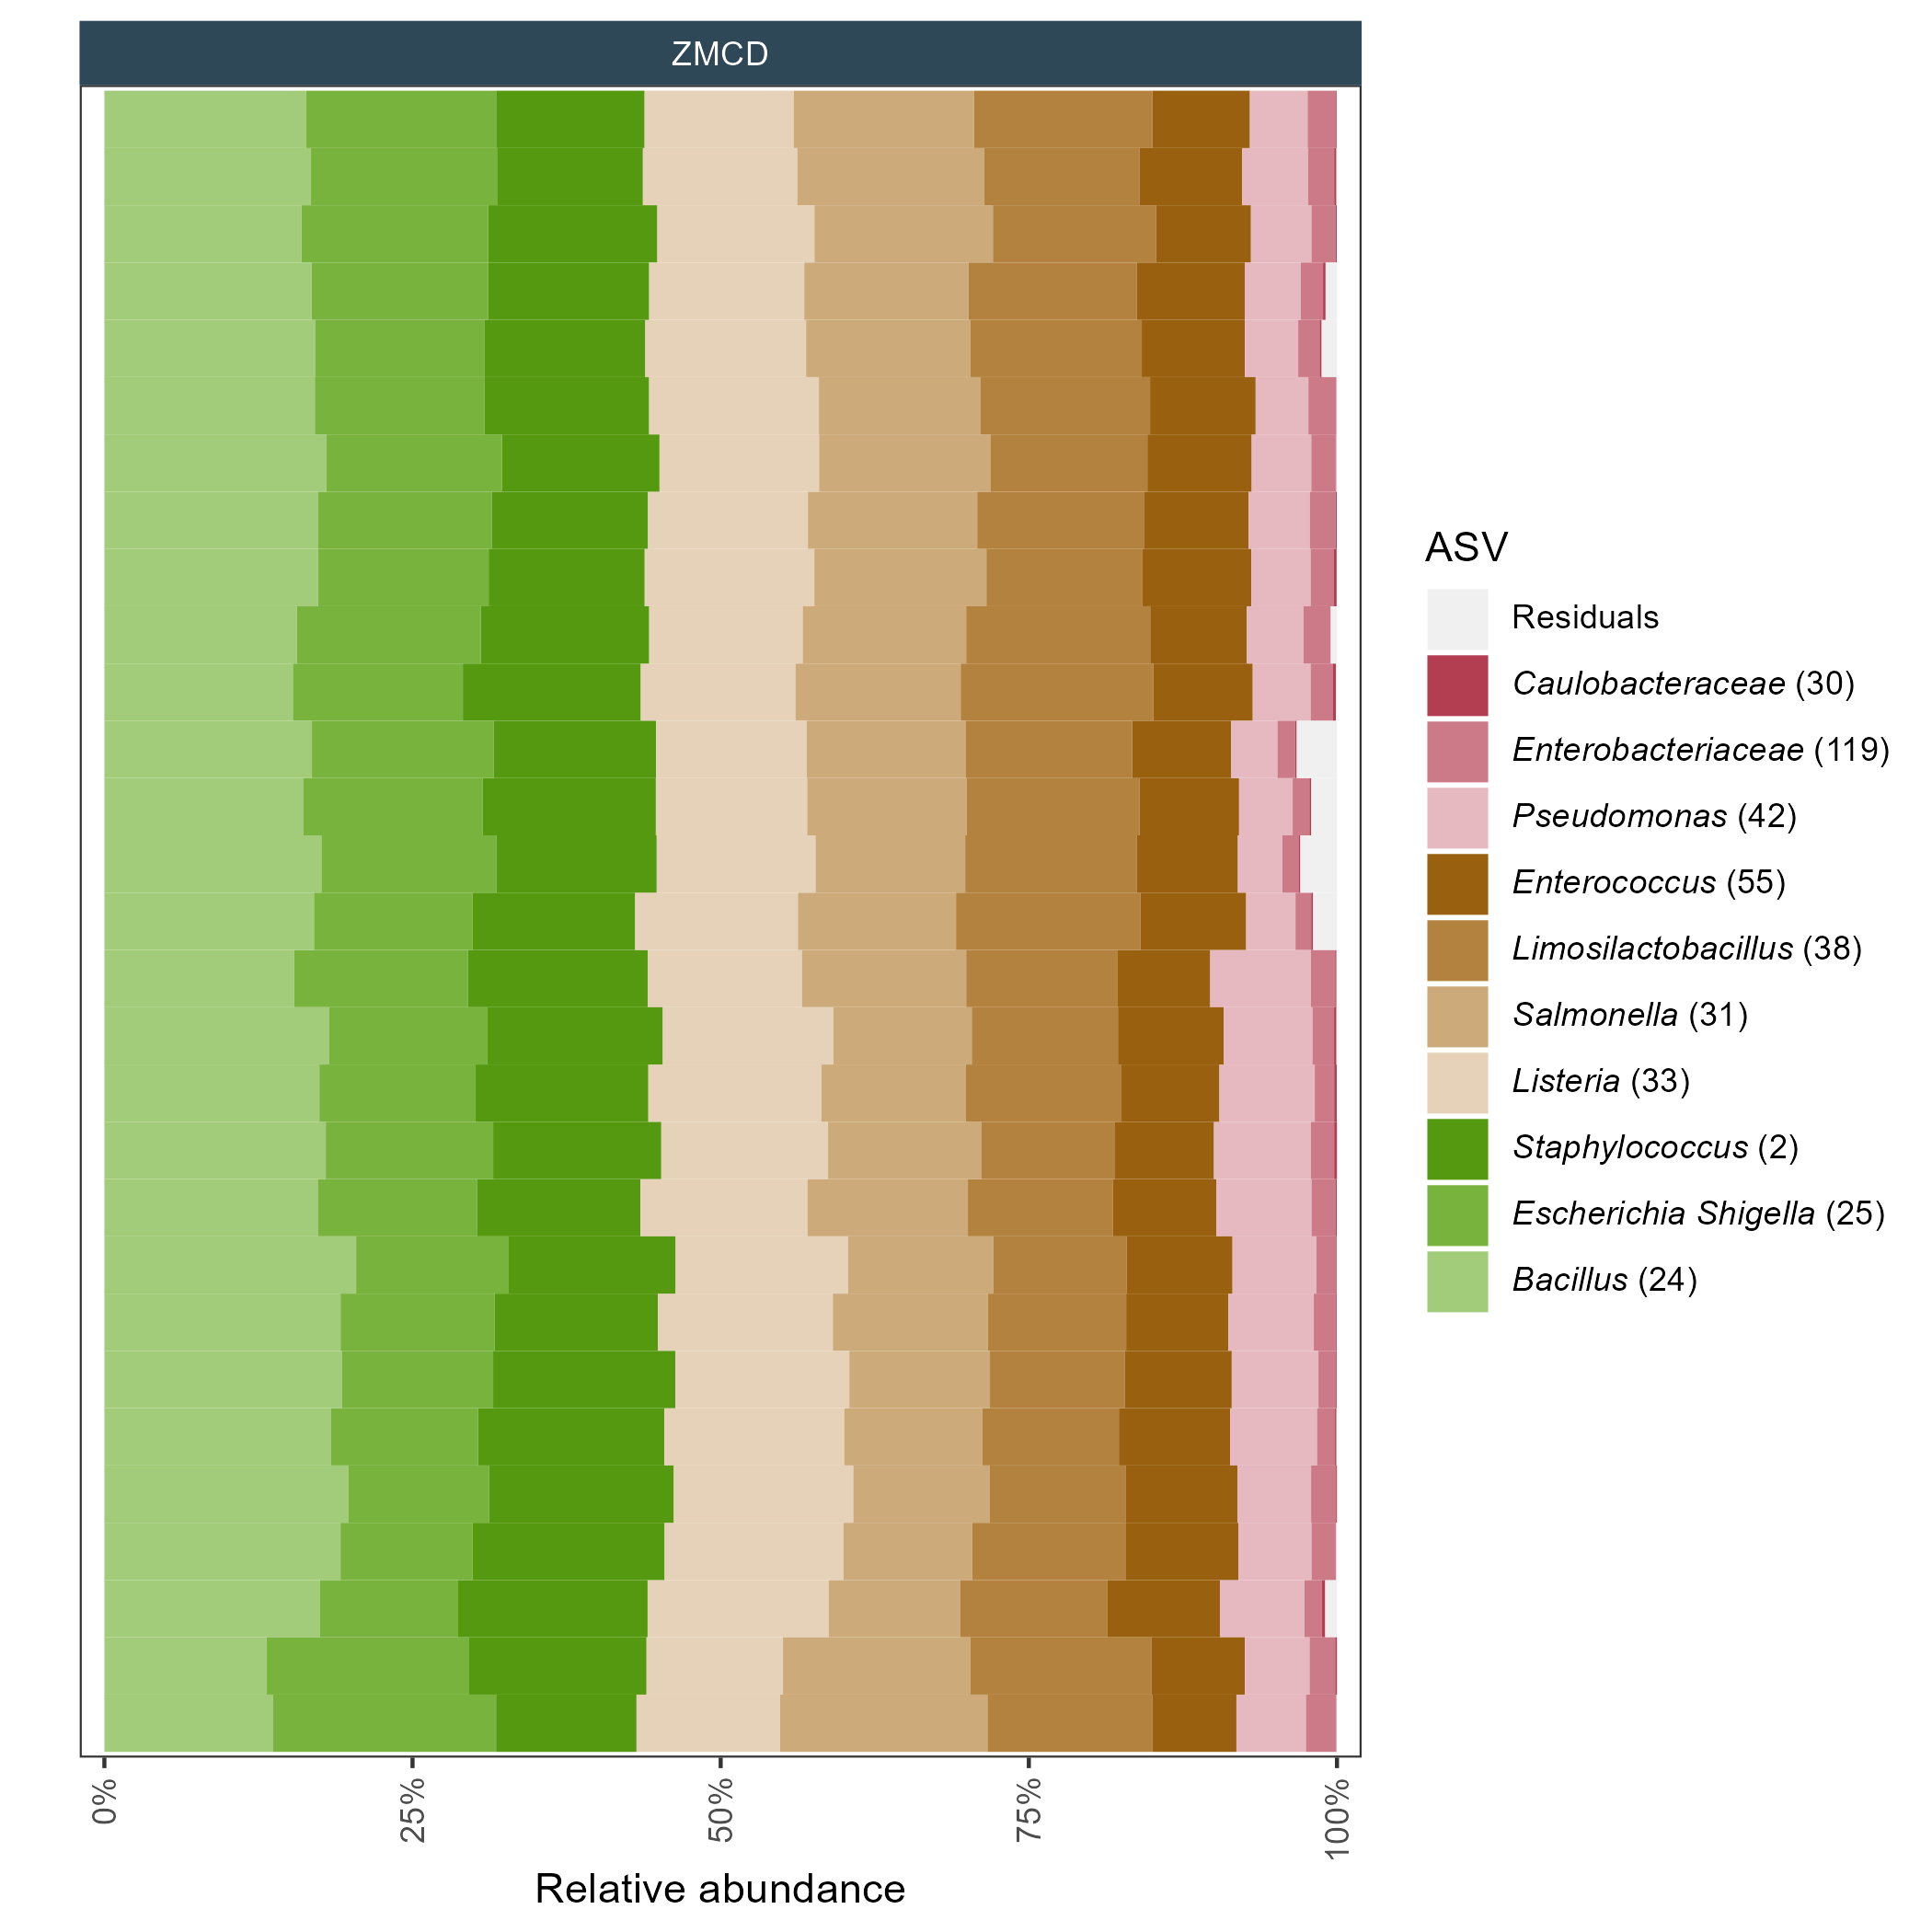 ZMCD
ASV
Residuals
Caulobacteraceae (30)
Enterobacteriaceae (119)
Pseudomonas (42)
Enterococcus (55)
Limosilactobacillus (38)
Salmonella (31)
Listeria (33)
Staphylococcus (2)
Escherichia Shigella (25)
Bacillus (24)
0%
25%
50%
75%
100%
Relative abundance